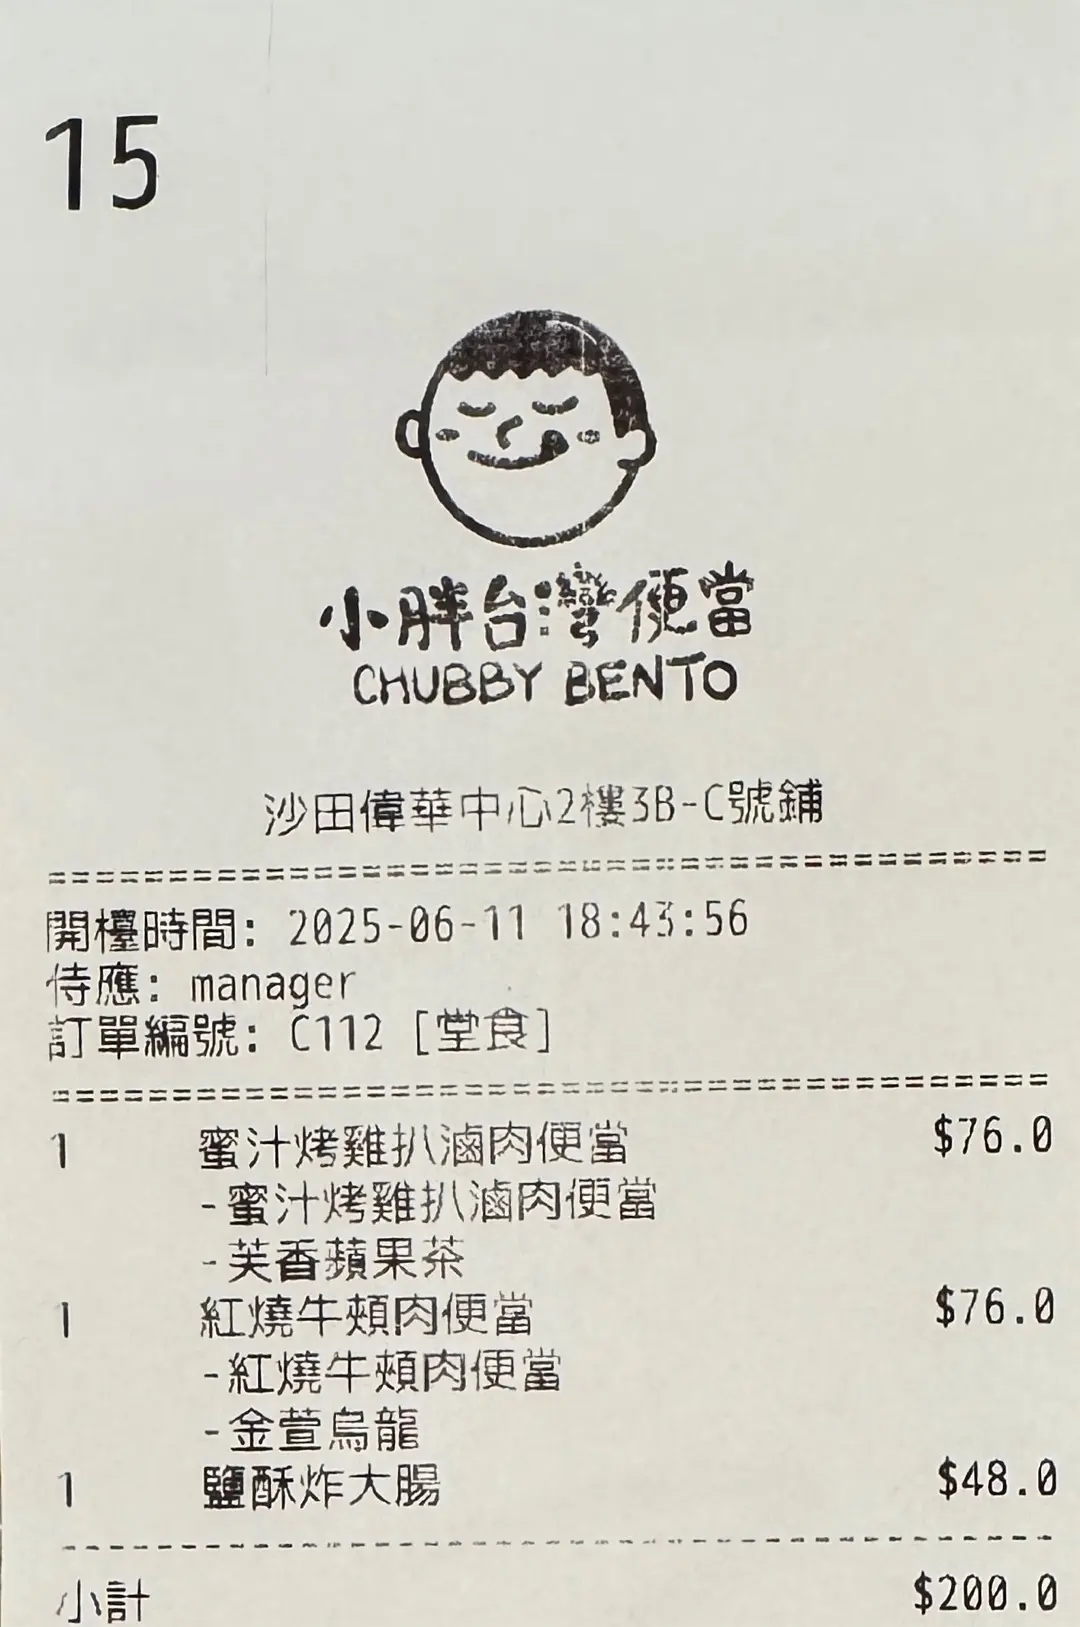 15
小胖台灣便當
CHUBBY BENTO
沙田偉華中心2樓3B-C號鋪
開檯時間: 2025-06-11 18:43:56
侍應: manager
訂單編號: C112 [堂食]
1 蜜汁烤雞扒滷肉便當 $76.0
-蜜汁烤雞扒滷肉便當
-芙香蘋果茶
1 紅燒牛頰肉便當 $76.0
-紅燒牛頰肉便當
-金萱烏龍
1 鹽酥炸大腸 $48.0
小計 $200.0